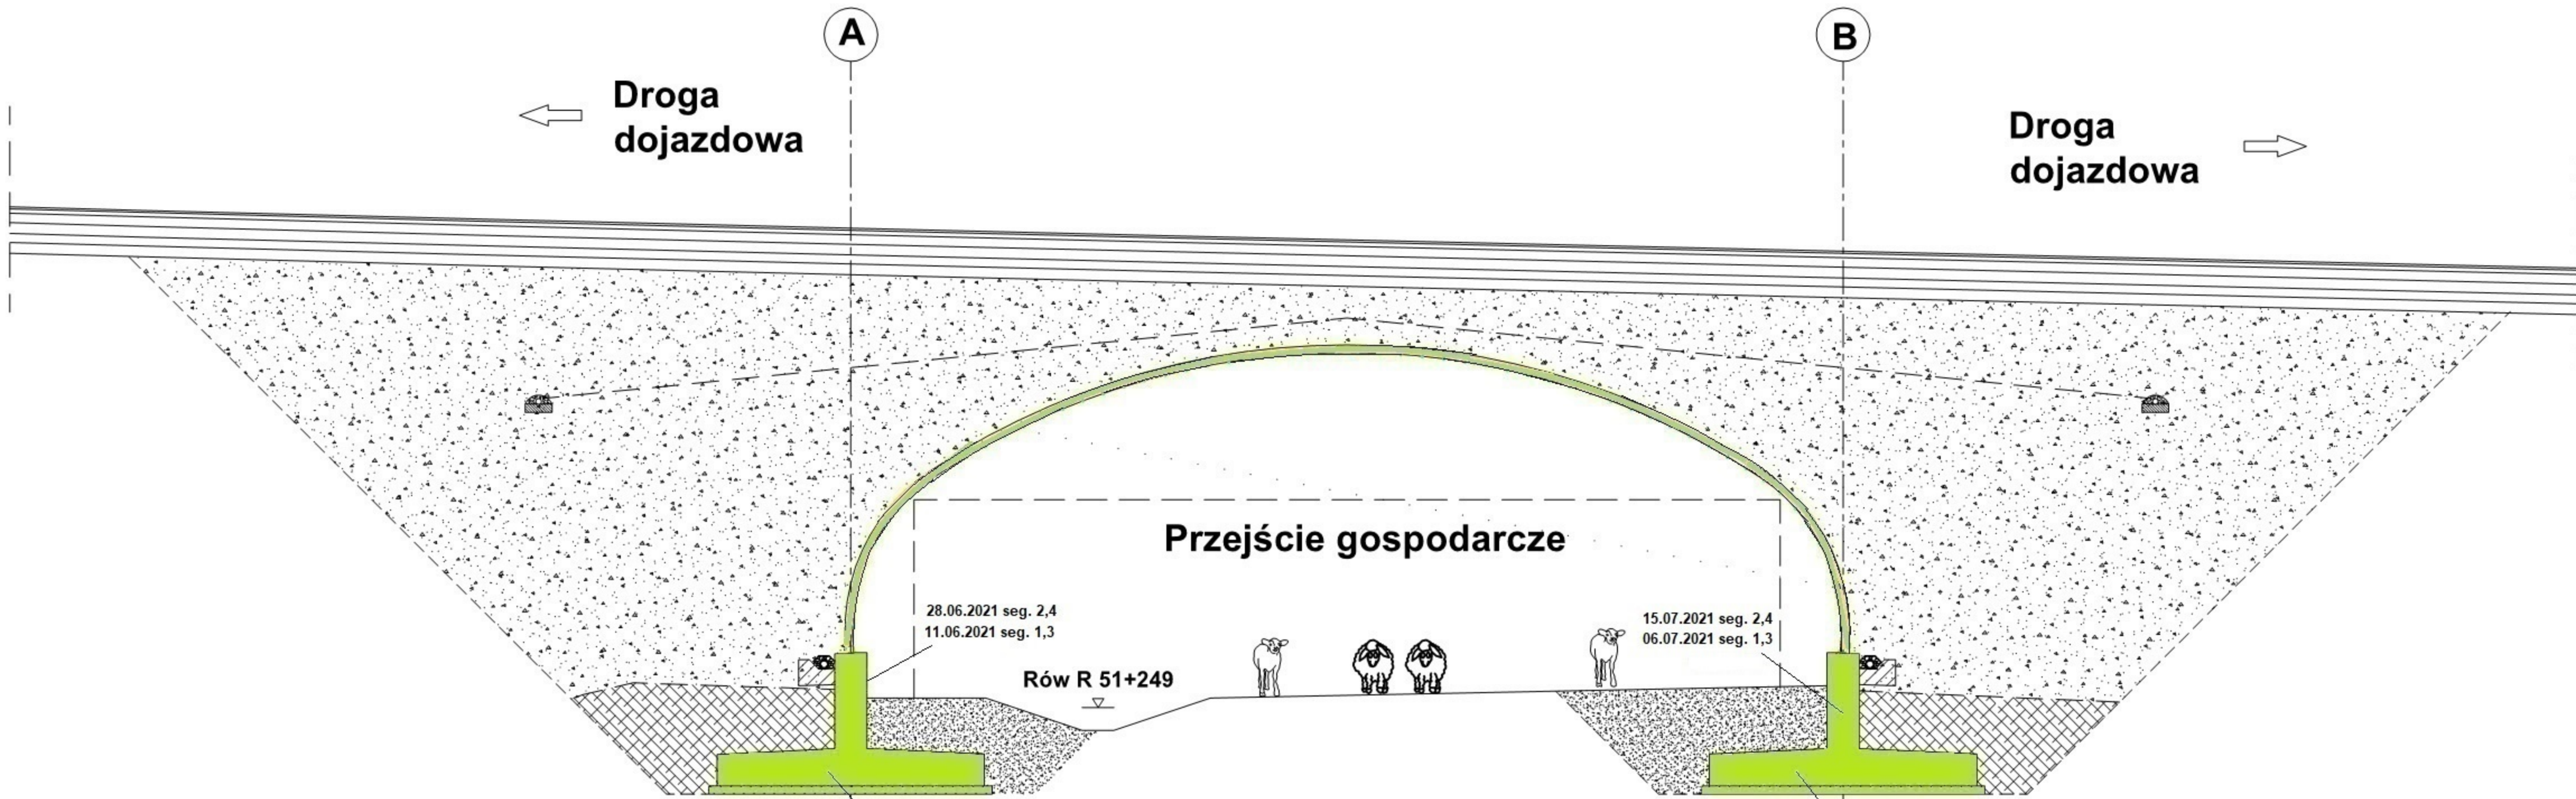 A
B
Droga
dojazdowa
Droga
dojazdowa
Przejście gospodarcze
28.06.2021 seg. 2,4
11.06.2021 seg. 1,3
15.07.2021 seg. 2,4
06.07.2021 seg. 1,3
Rów R 51+249